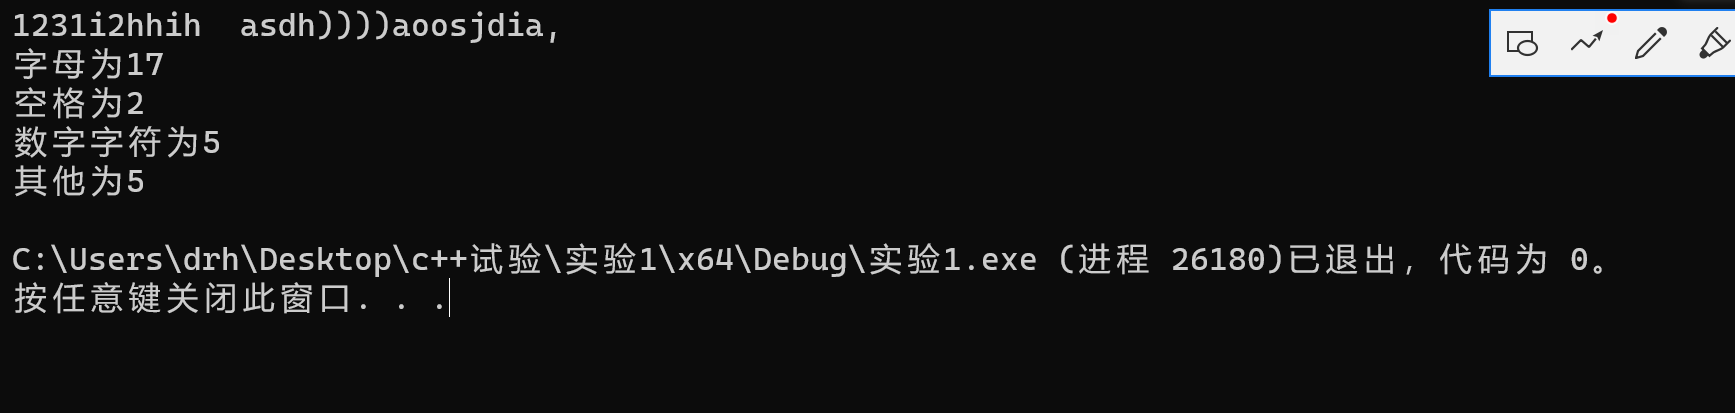 1231i2hhih  asdh))))aoosjdia,
字母为17
空格为2
数字字符为5
其他为5
C:\Users\drh\Desktop\c++试验\实验1\x64\Debug\实验1.exe (进程 26180)已退出，代码为 0。
按任意键关闭此窗口. . .